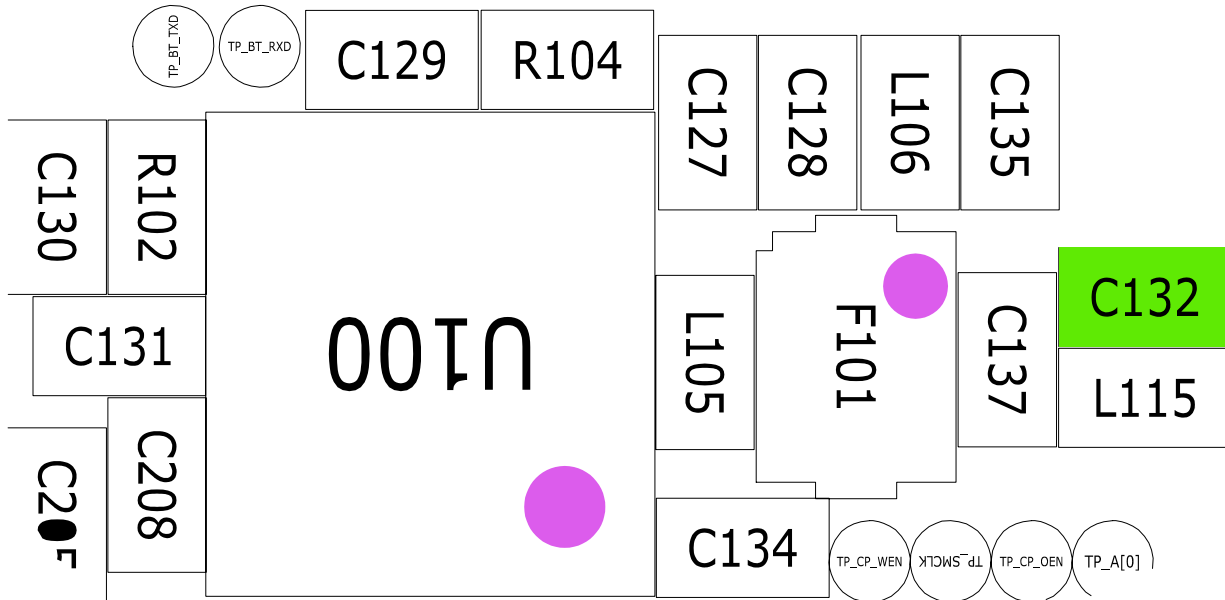 TP_BT_TXD
TP_BT_RXD
C129
R104
C127
C128
L106
C135
C130
R102
C131
U100
L105
F101
C137
C132
L115
C208
C134
TP_CP_WEN
TP_SMCLK
TP_CP_OEN
TP_A[0]